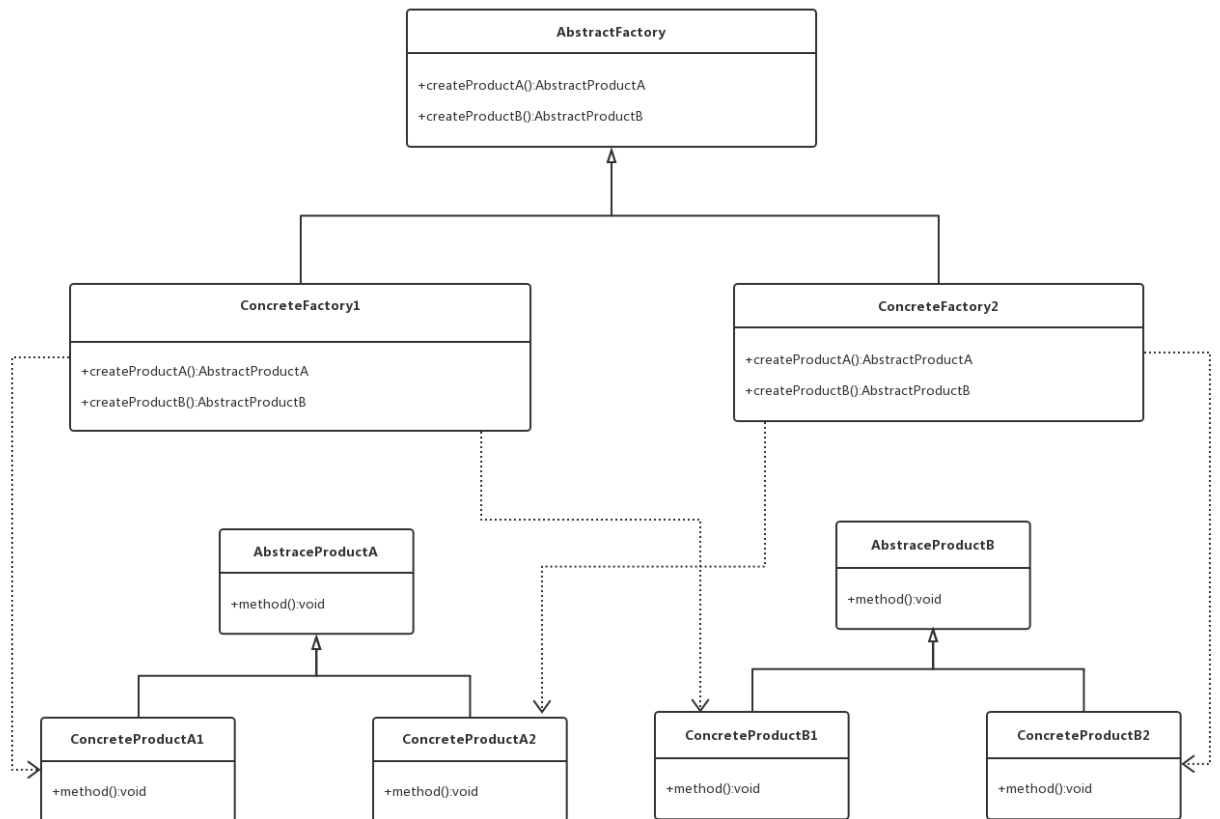 AbstractFactory
+createProductA():AbstractProductA
+createProductB():AbstractProductB
ConcreteFactory1
+createProductA():AbstractProductA
+createProductB():AbstractProductB
ConcreteFactory2
+createProductA():AbstractProductA
+createProductB():AbstractProductB
AbstraceProductA
+method():void
AbstraceProductB
+method():void
ConcreteProductA1
+method():void
ConcreteProductA2
+method():void
ConcreteProductB1
+method():void
ConcreteProductB2
+method():void